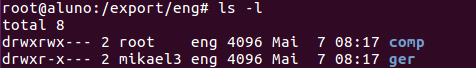 root@aluno:/export/eng# ls -l
total 8
drwxrwx--- 2 root    eng 4096 Mai  7 08:17 comp
drwxr-x--- 2 mikael3 eng 4096 Mai  7 08:17 ger